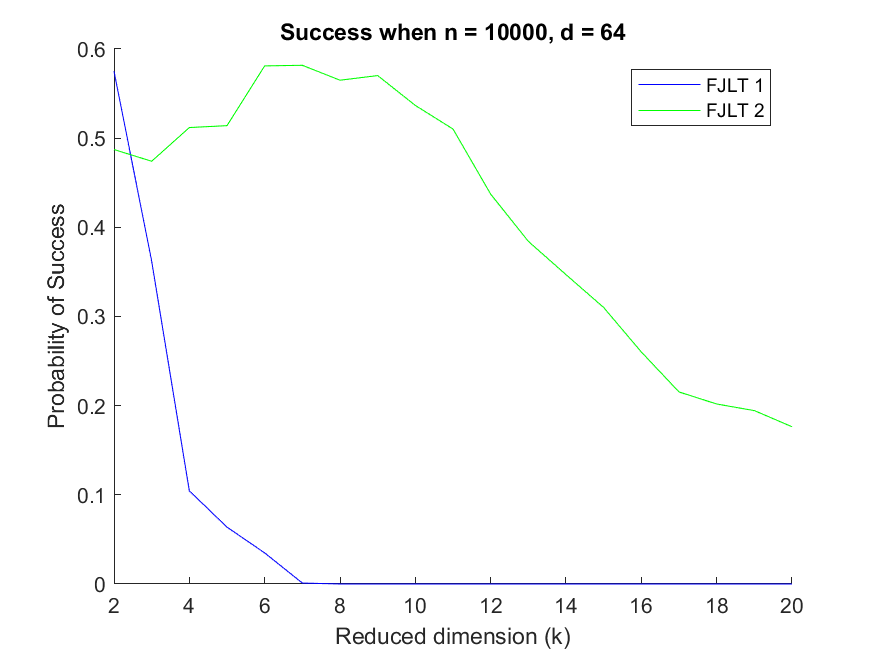 Success when n = 10000, d = 64
FJLT 1
FJLT 2
Probability of Success
0.6
0.5
0.4
0.3
0.2
0.1
0
2 4 6 8 10 12 14 16 18 20
Reduced dimension (k)